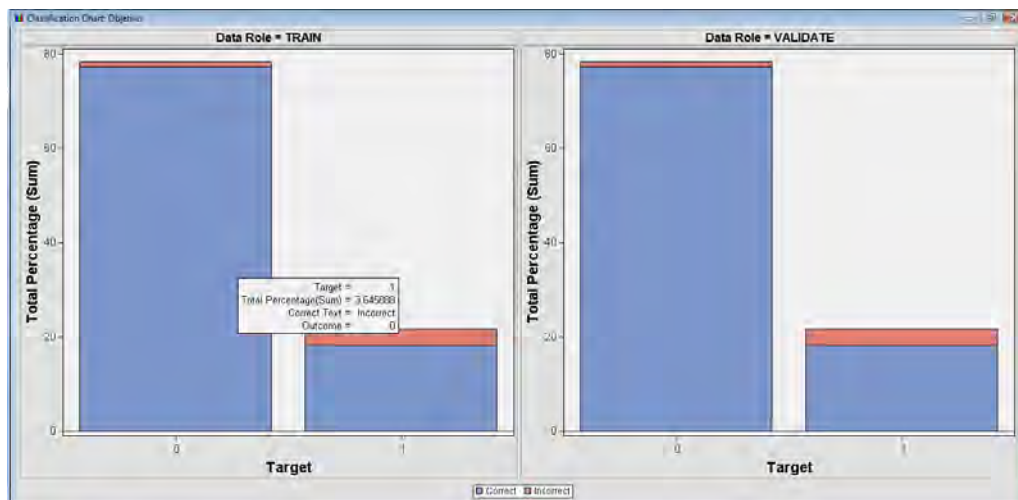 Classification Chart: Objetivo
Data Role = TRAIN
Data Role = VALIDATE
Total Percentage (Sum)
80
60
40
20
0
0
1
Target
Target = 1
Total Percentage(Sum) = 3.645888
Correct Text = Incorrect
Outcome = 0
Total Percentage (Sum)
80
60
40
20
0
0
1
Target
Correct Incorrect